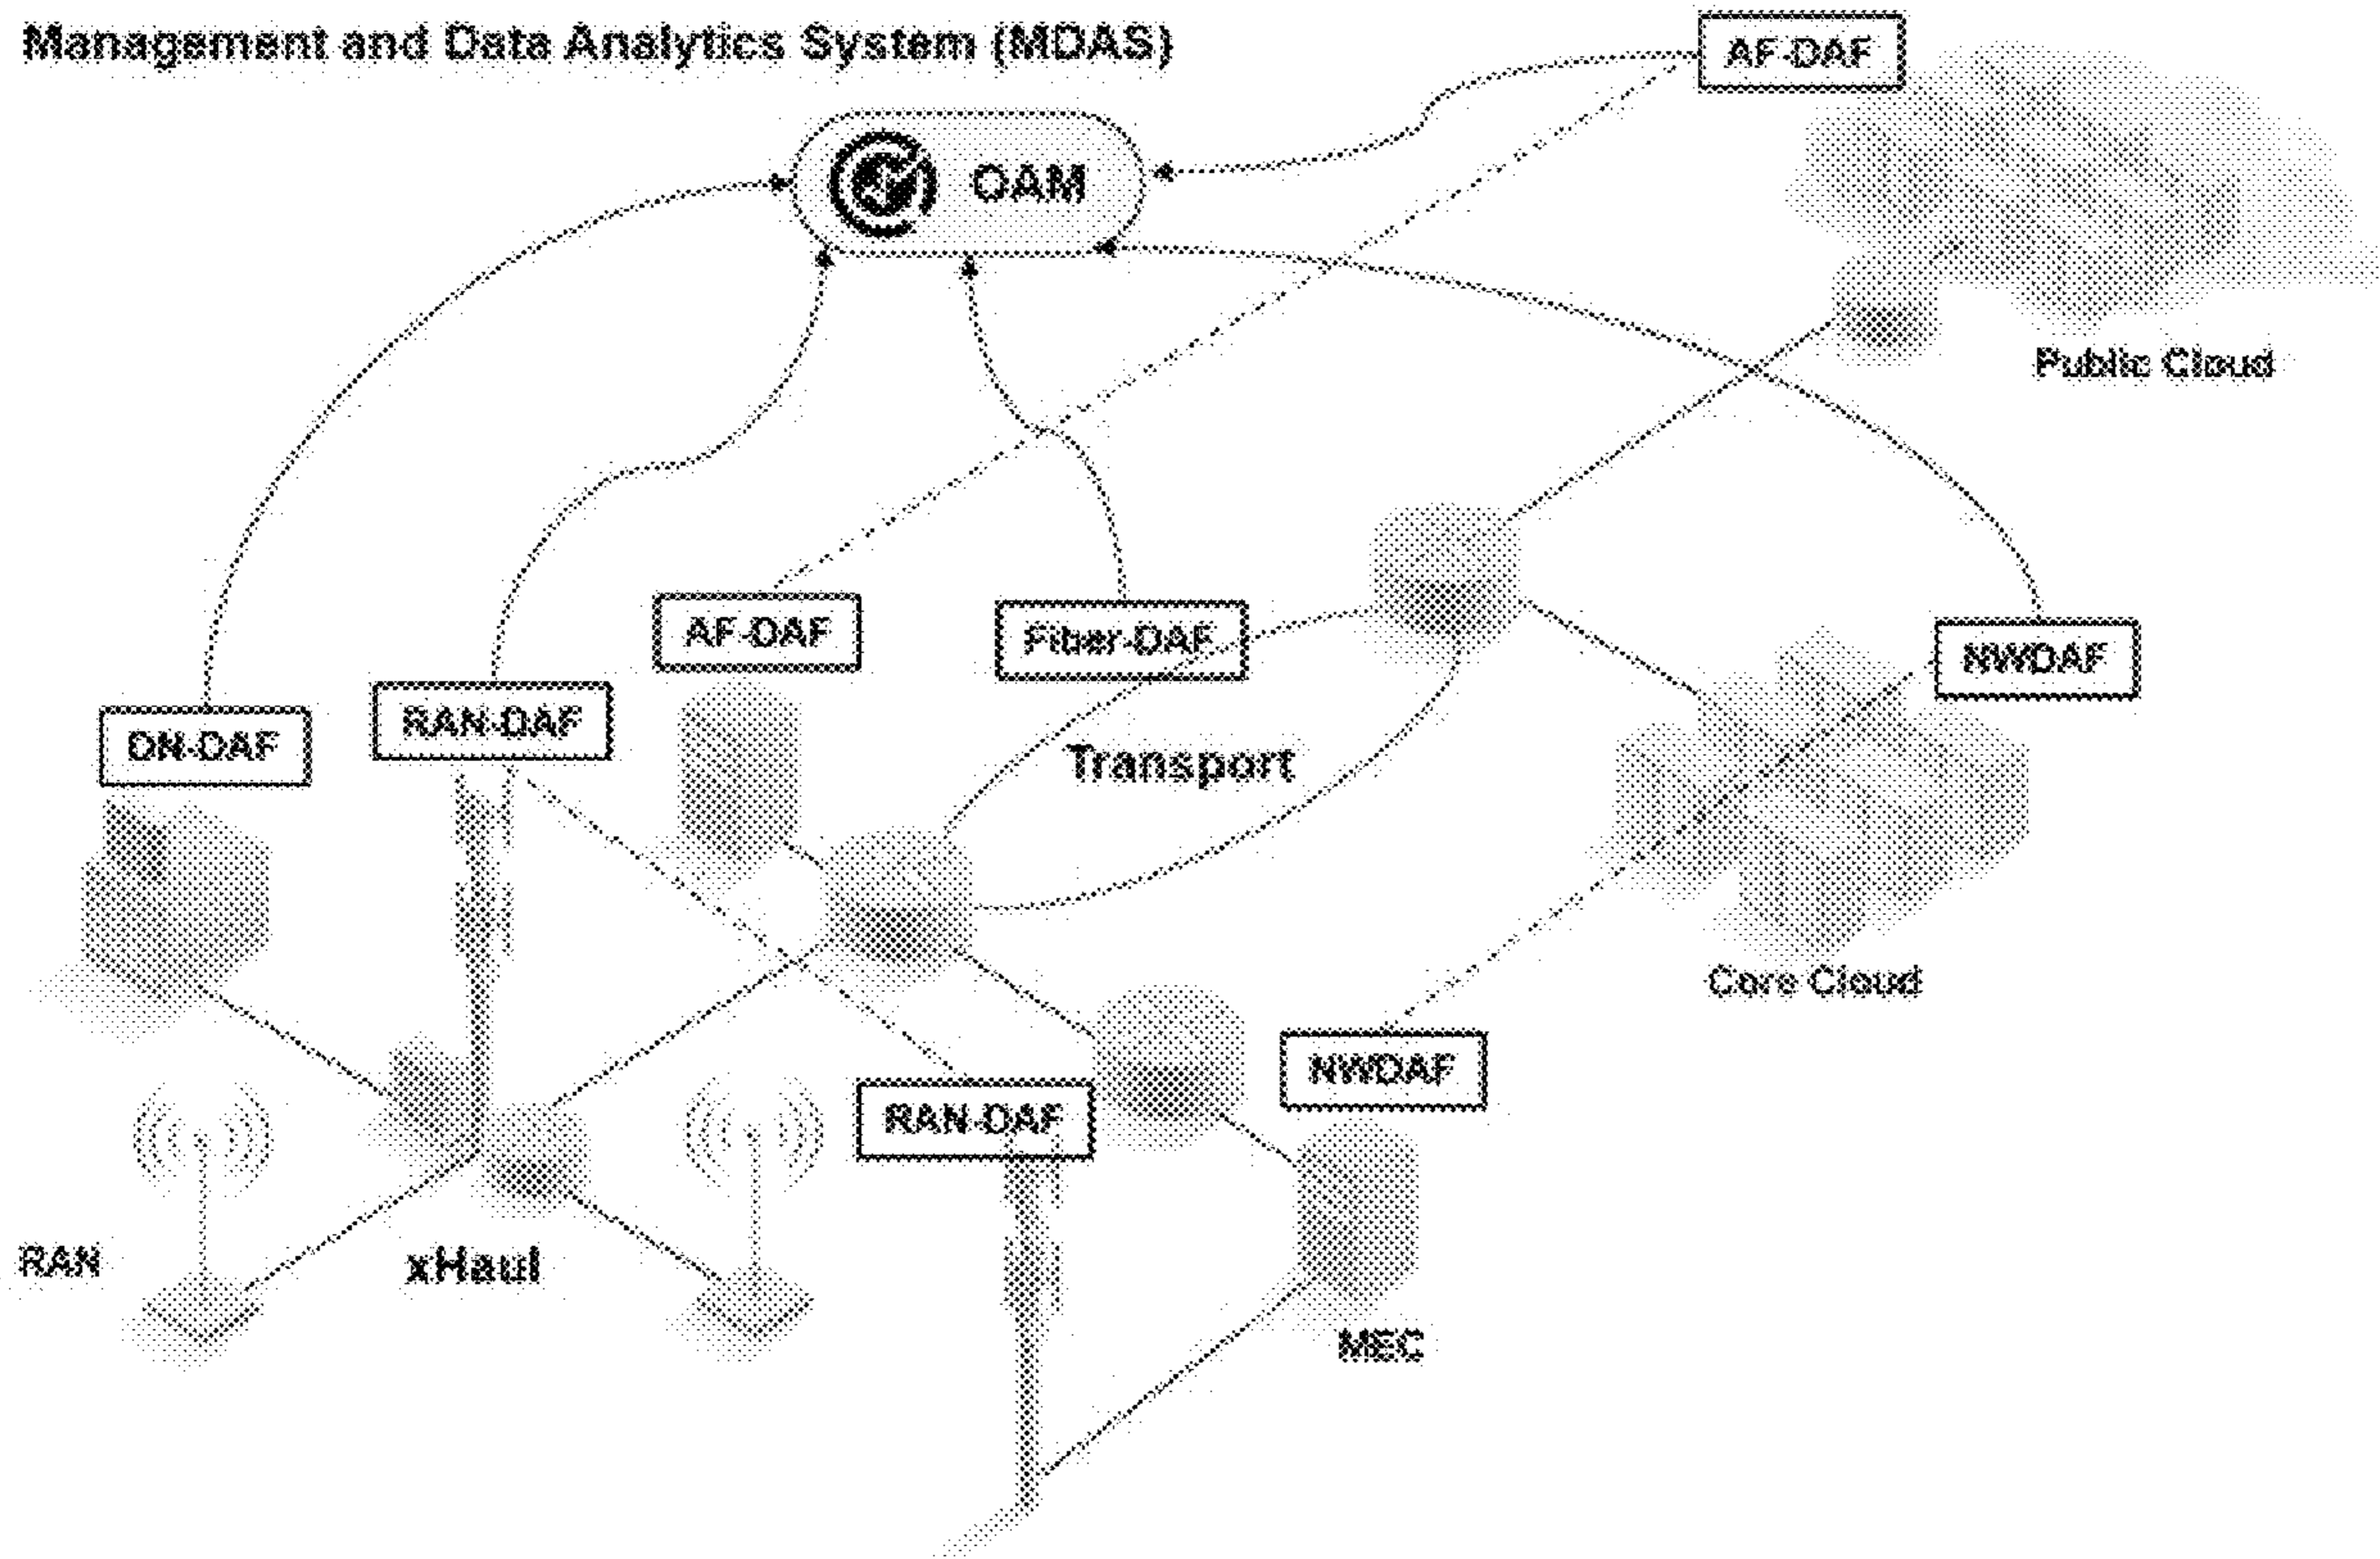 Management and Data Analytics System (MDAS)
AF-DAF
OAM
Public Cloud
AF-DAF
Fiber-DAF
NWDAF
RAN-DAF
DN-DAF
Transport
Core Cloud
NWDAF
RAN-DAF
RAN
xHaul
MEC